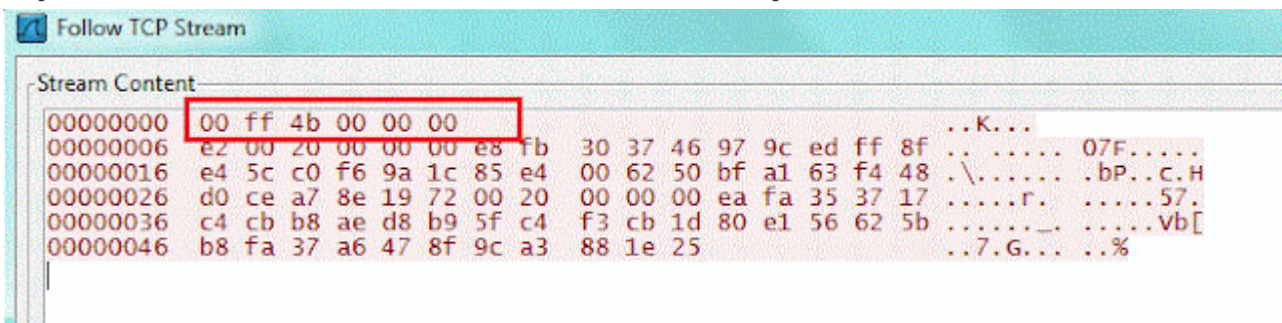 Follow TCP Stream
Stream Content
00000000 00 ff 4b 00 00 00 ..K...
00000006 e2 00 20 00 00 00 e8 fb 30 37 46 97 9c ed ff 8f .. ..... 07F.....
00000016 e4 5c c0 f6 9a 1c 85 e4 00 62 50 bf a1 63 f4 48 .\...... .bP..c.H
00000026 d0 ce a7 8e 19 72 00 20 00 00 00 ea fa 35 37 17 .....r. .....57.
00000036 c4 cb b8 ae d8 b9 5f c4 f3 cb 1d 80 e1 56 62 5b ......_. .....Vb[
00000046 b8 fa 37 a6 47 8f 9c a3 88 1e 25 ..7.G... ..%